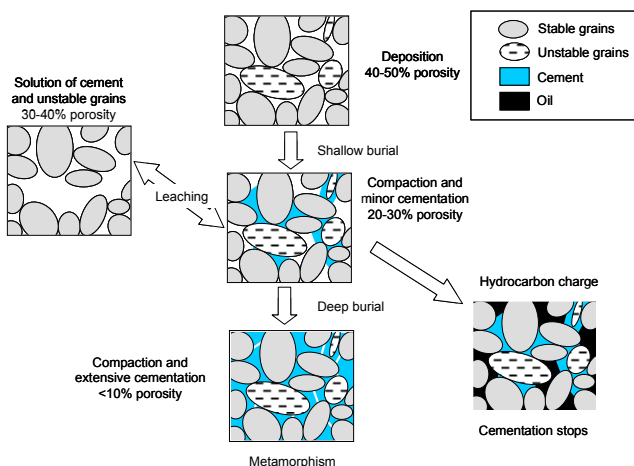 Stable grains
Unstable grains
Cement
Oil
Deposition
40-50% porosity
Solution of cement
and unstable grains
30-40% porosity
Shallow burial
Leaching
Compaction and
minor cementation
20-30% porosity
Hydrocarbon charge
Deep burial
Compaction and
extensive cementation
<10% porosity
Cementation stops
Metamorphism